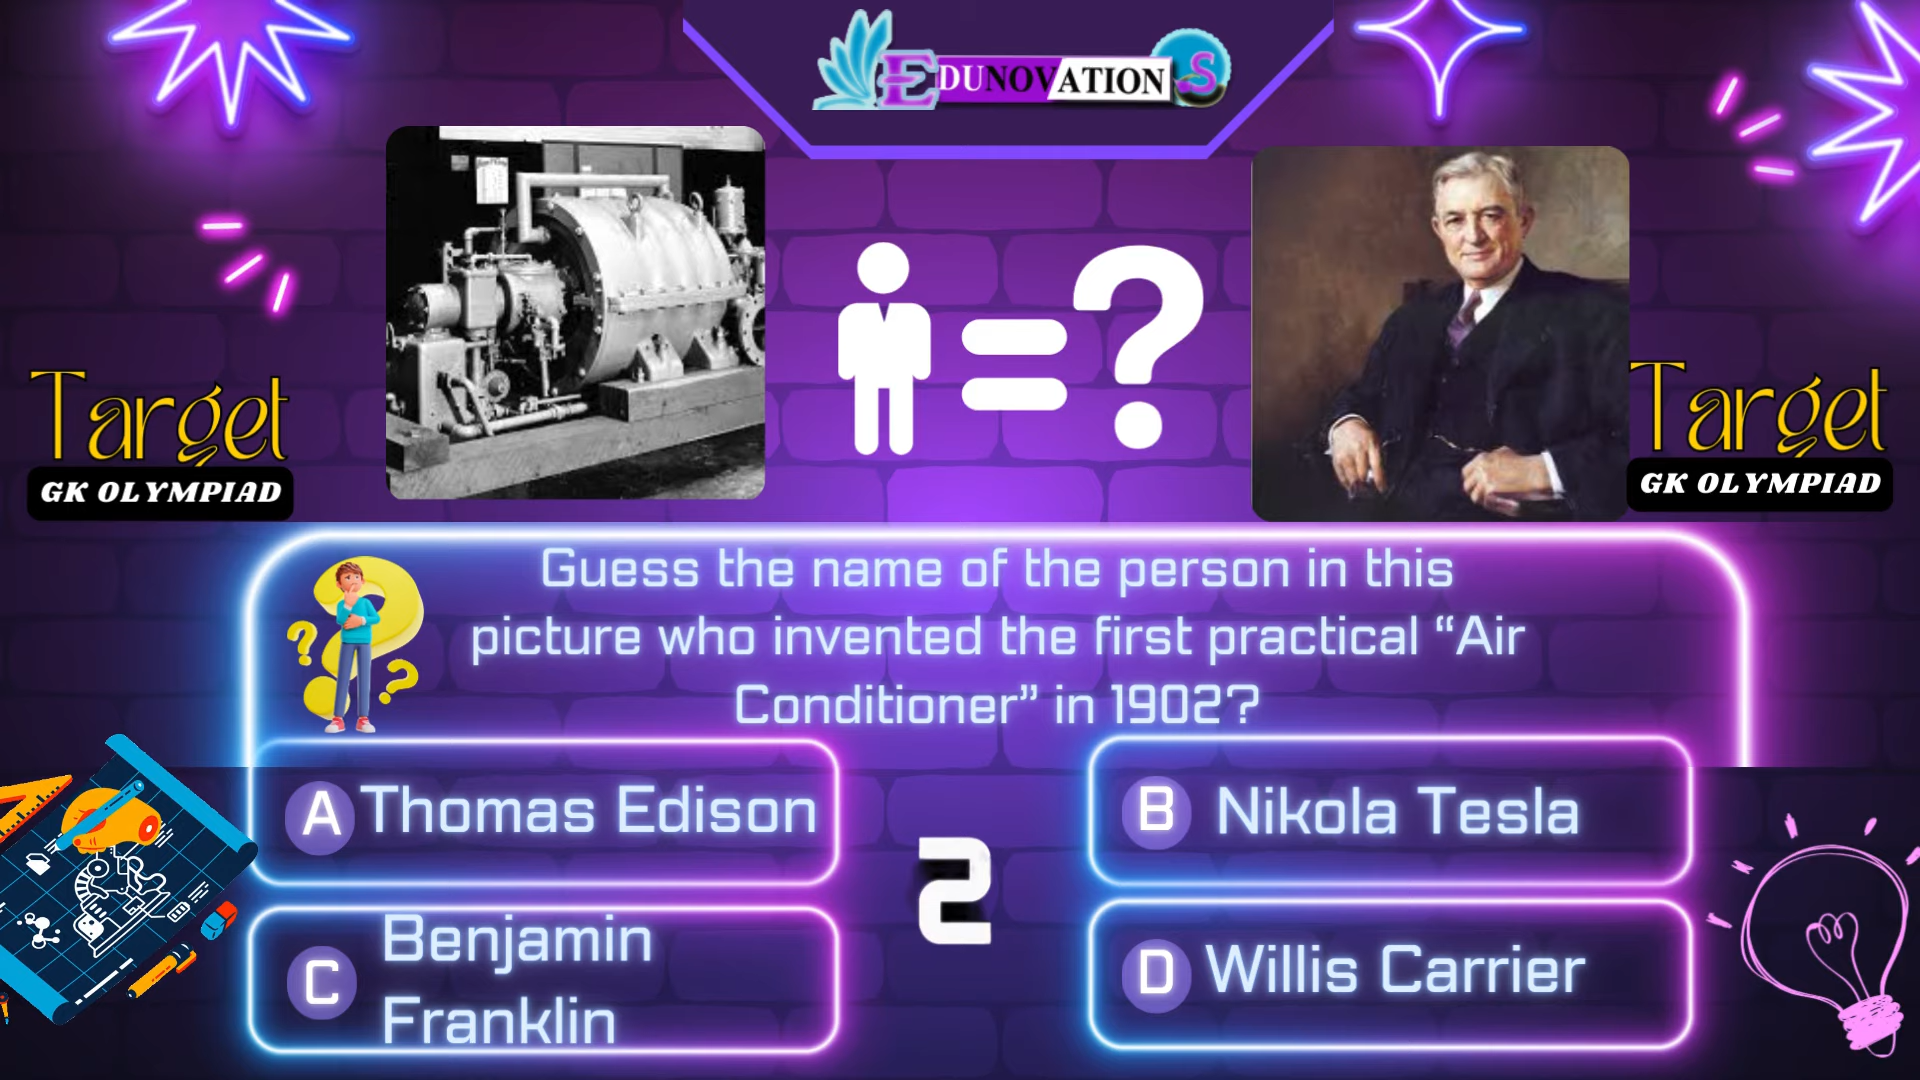 EDUNOVATION.S
Target
GK OLYMPIAD
Target
GK OLYMPIAD
Guess the name of the person in this
picture who invented the first practical “Air
Conditioner” in 1902?
A Thomas Edison
B Nikola Tesla
2
C Benjamin
Franklin
D Willis Carrier